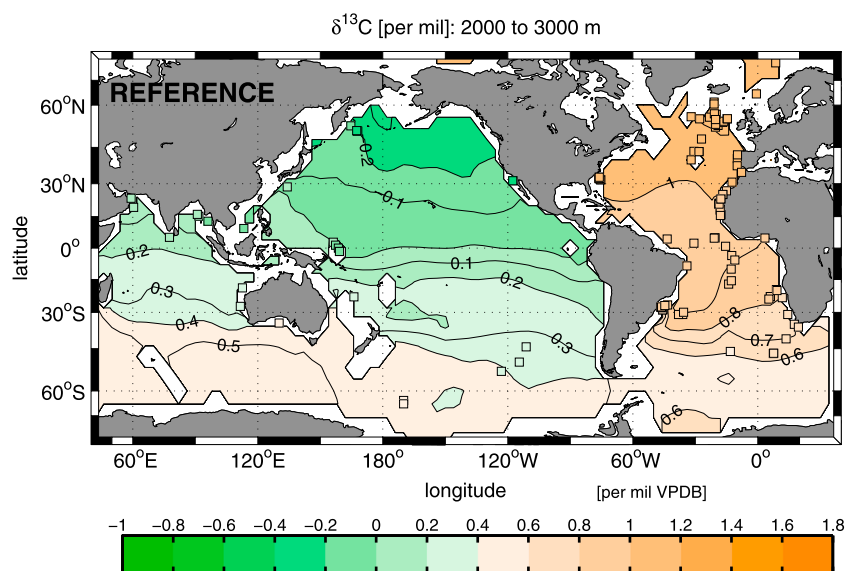 δ¹³C [per mil]: 2000 to 3000 m
REFERENCE
60°N
30°N
0°
30°S
60°S
latitude
0.2
0.3
0.4
0.5
-0.2
-0.1
0.1
0.2
0.3
1
0.8
0.7
0.6
0.6
60°E 120°E 180° 120°W 60°W 0°
longitude
[per mil VPDB]
−1 −0.8 −0.6 −0.4 −0.2 0 0.2 0.4 0.6 0.8 1 1.2 1.4 1.6 1.8